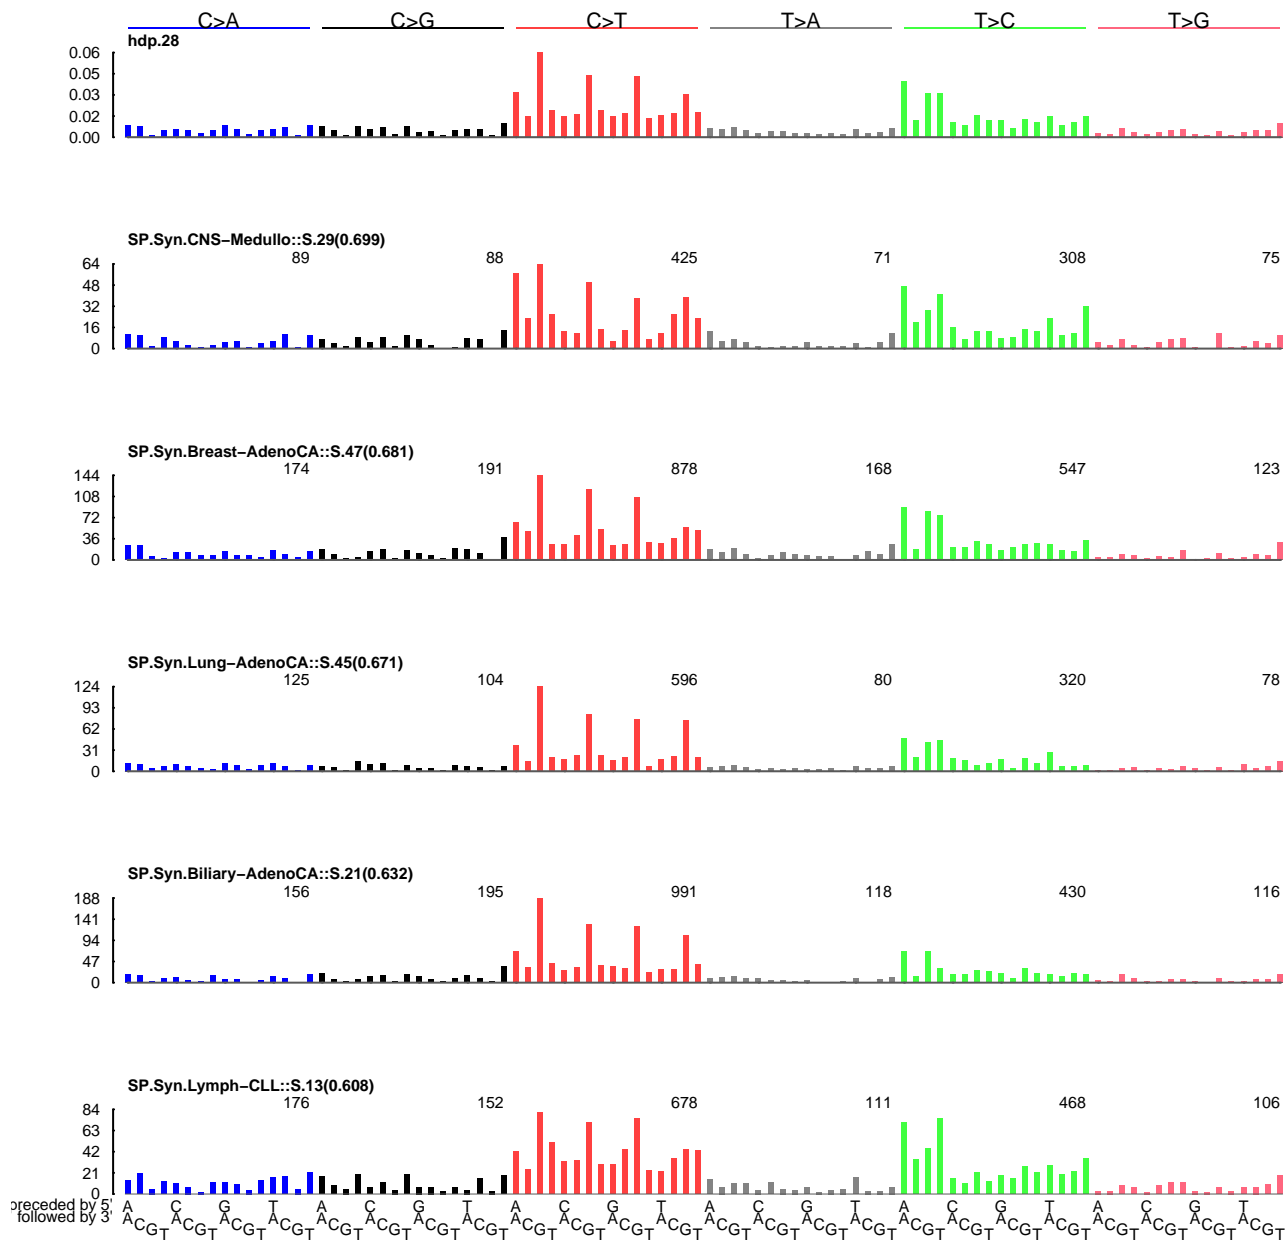 C>A C>G C>T T>A T>C T>G
hdp.28
0.06
0.05
0.03
0.02
0.00
SP.Syn.CNS−Medullo::S.29(0.699)
89 88 425 71 308 75
64
48
32
16
0
SP.Syn.Breast−AdenoCA::S.47(0.681)
174 191 878 168 547 123
144
108
72
36
0
SP.Syn.Lung−AdenoCA::S.45(0.671)
125 104 596 80 320 78
124
93
62
31
0
SP.Syn.Biliary−AdenoCA::S.21(0.632)
156 195 991 118 430 116
188
141
94
47
0
SP.Syn.Lymph−CLL::S.13(0.608)
176 152 678 111 468 106
84
63
42
21
0
preceded by 5' A C G T A C G T A C G T A C G T A C G T A C G T
followed by 3' A C G T A C G T A C G T A C G T A C G T A C G T A C G T A C G T A C G T A C G T A C G T A C G T A C G T A C G T A C G T A C G T A C G T A C G T A C G T A C G T A C G T A C G T A C G T A C G T